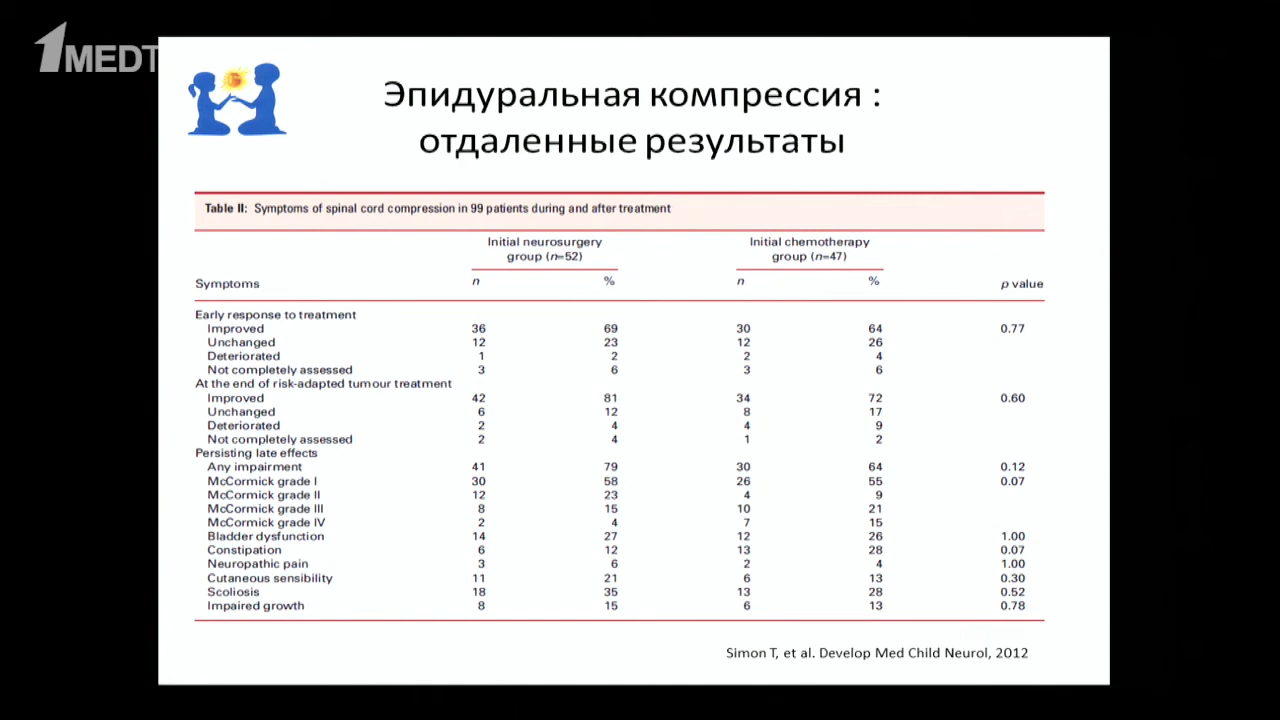 1MEDT
Эпидуральная компрессия :
отдаленные результаты
Table II: Symptoms of spinal cord compression in 99 patients during and after treatment
Initial neurosurgery Initial chemotherapy
group (n=52) group (n=47)
Symptoms n % n % p value
Early response to treatment
Improved 36 69 30 64 0.77
Unchanged 12 23 12 26
Deteriorated 1 2 2 4
Not completely assessed 3 6 3 6
At the end of risk-adapted tumour treatment
Improved 42 81 34 72 0.60
Unchanged 6 12 8 17
Deteriorated 2 4 4 9
Not completely assessed 2 4 1 2
Persisting late effects
Any impairment 41 79 30 64 0.12
McCormick grade I 30 58 26 55 0.07
McCormick grade II 12 23 4 9
McCormick grade III 8 15 10 21
McCormick grade IV 2 4 7 15
Bladder dysfunction 14 27 12 26 1.00
Constipation 6 12 13 28 0.07
Neuropathic pain 3 6 2 4 1.00
Cutaneous sensibility 11 21 6 13 0.30
Scoliosis 18 35 13 28 0.52
Impaired growth 8 15 6 13 0.78
Simon T, et al. Develop Med Child Neurol, 2012